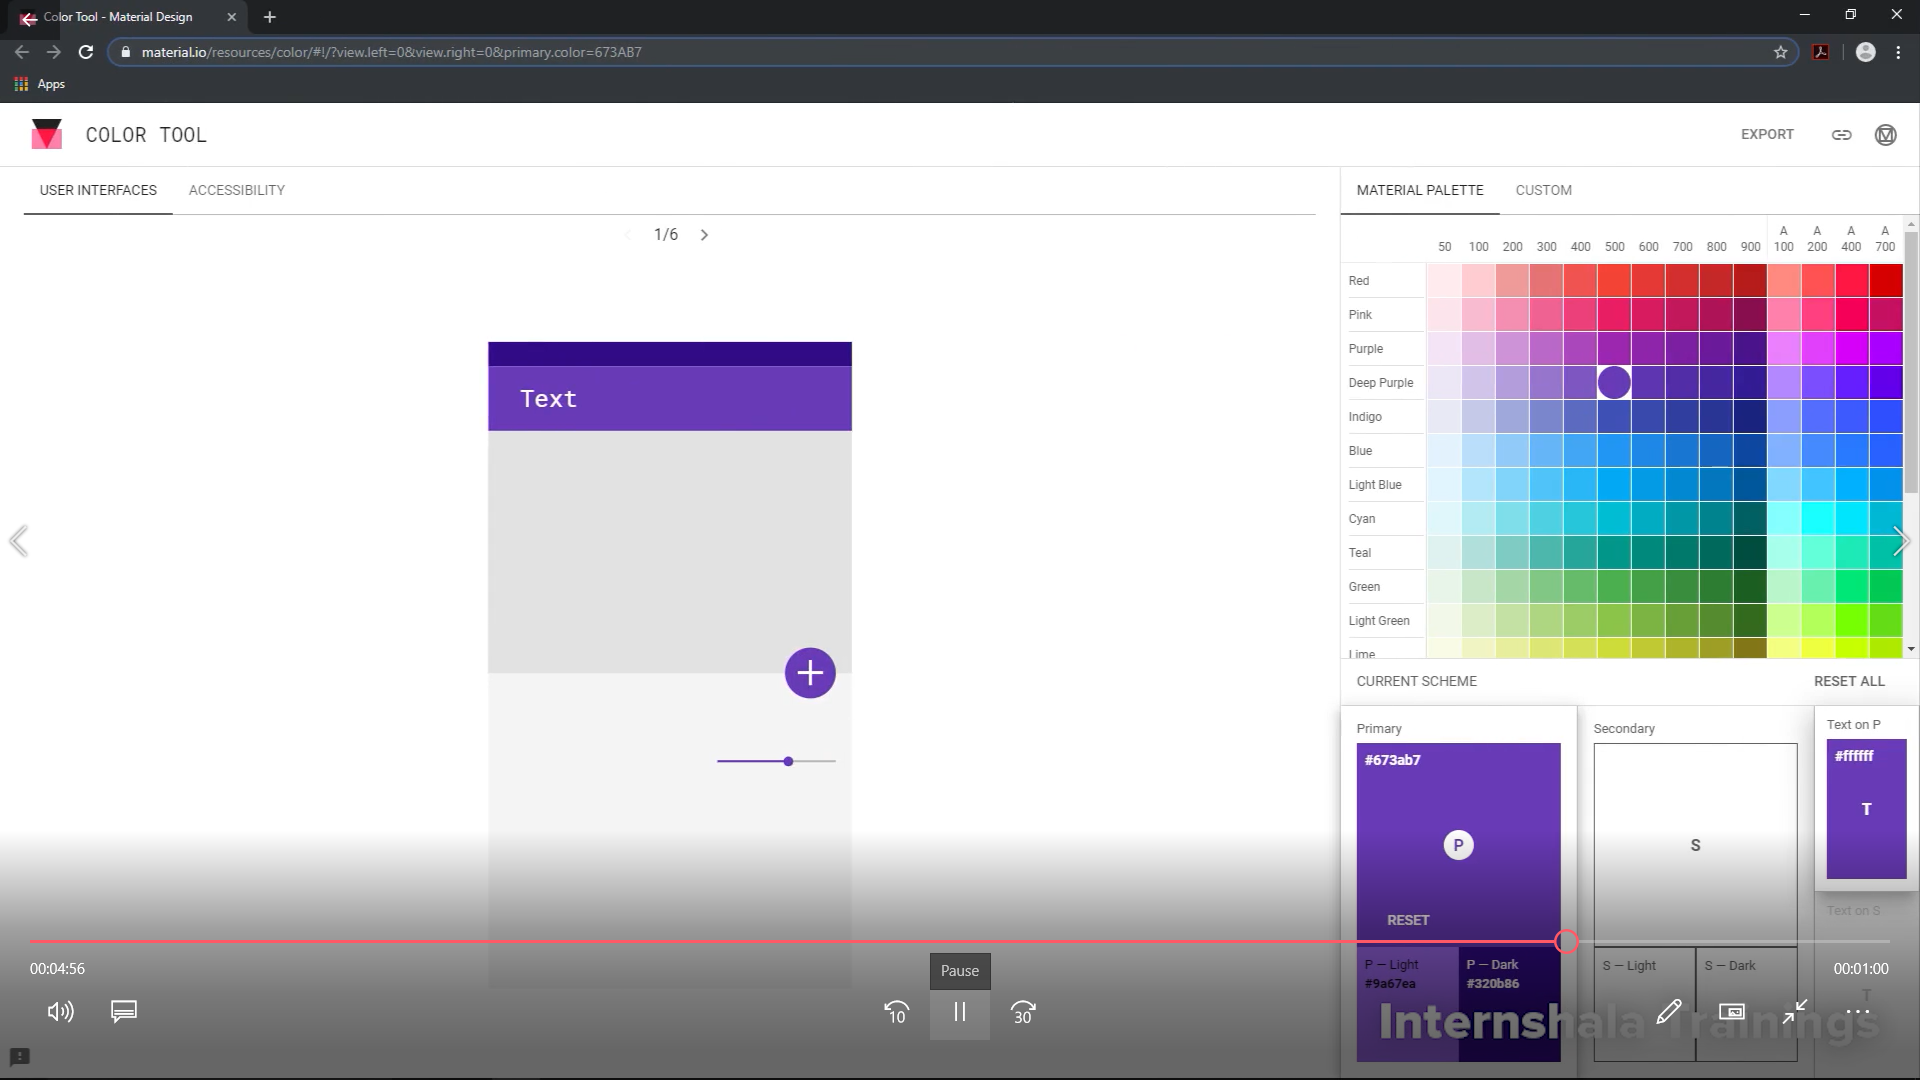 Color Tool - Material Design
material.io/resources/color/#!/?view.left=0&view.right=0&primary.color=673AB7
Apps
COLOR TOOL
EXPORT
USER INTERFACES ACCESSIBILITY
MATERIAL PALETTE CUSTOM
1/6
A A A A
50 100 200 300 400 500 600 700 800 900 100 200 400 700
Red
Pink
Purple
Deep Purple
Indigo
Blue
Light Blue
Cyan
Teal
Green
Light Green
Lime
Text
CURRENT SCHEME RESET ALL
Primary
#673ab7
P
RESET
P — Light
#9a67ea
P — Dark
#320b86
Secondary
S
S — Light
S — Dark
Text on P
#ffffff
T
Text on S
T
00:04:56
Pause
00:01:00
10
30
Internshala Trainings